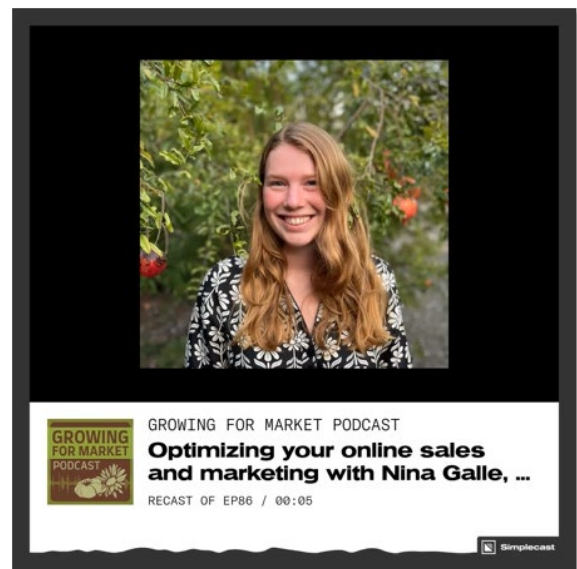 GROWING FOR MARKET PODCAST
GROWING
FOR MARKET
PODCAST
Optimizing your online sales
and marketing with Nina Galle, ...
RECAST OF EP86 / 00:05
Simplecast